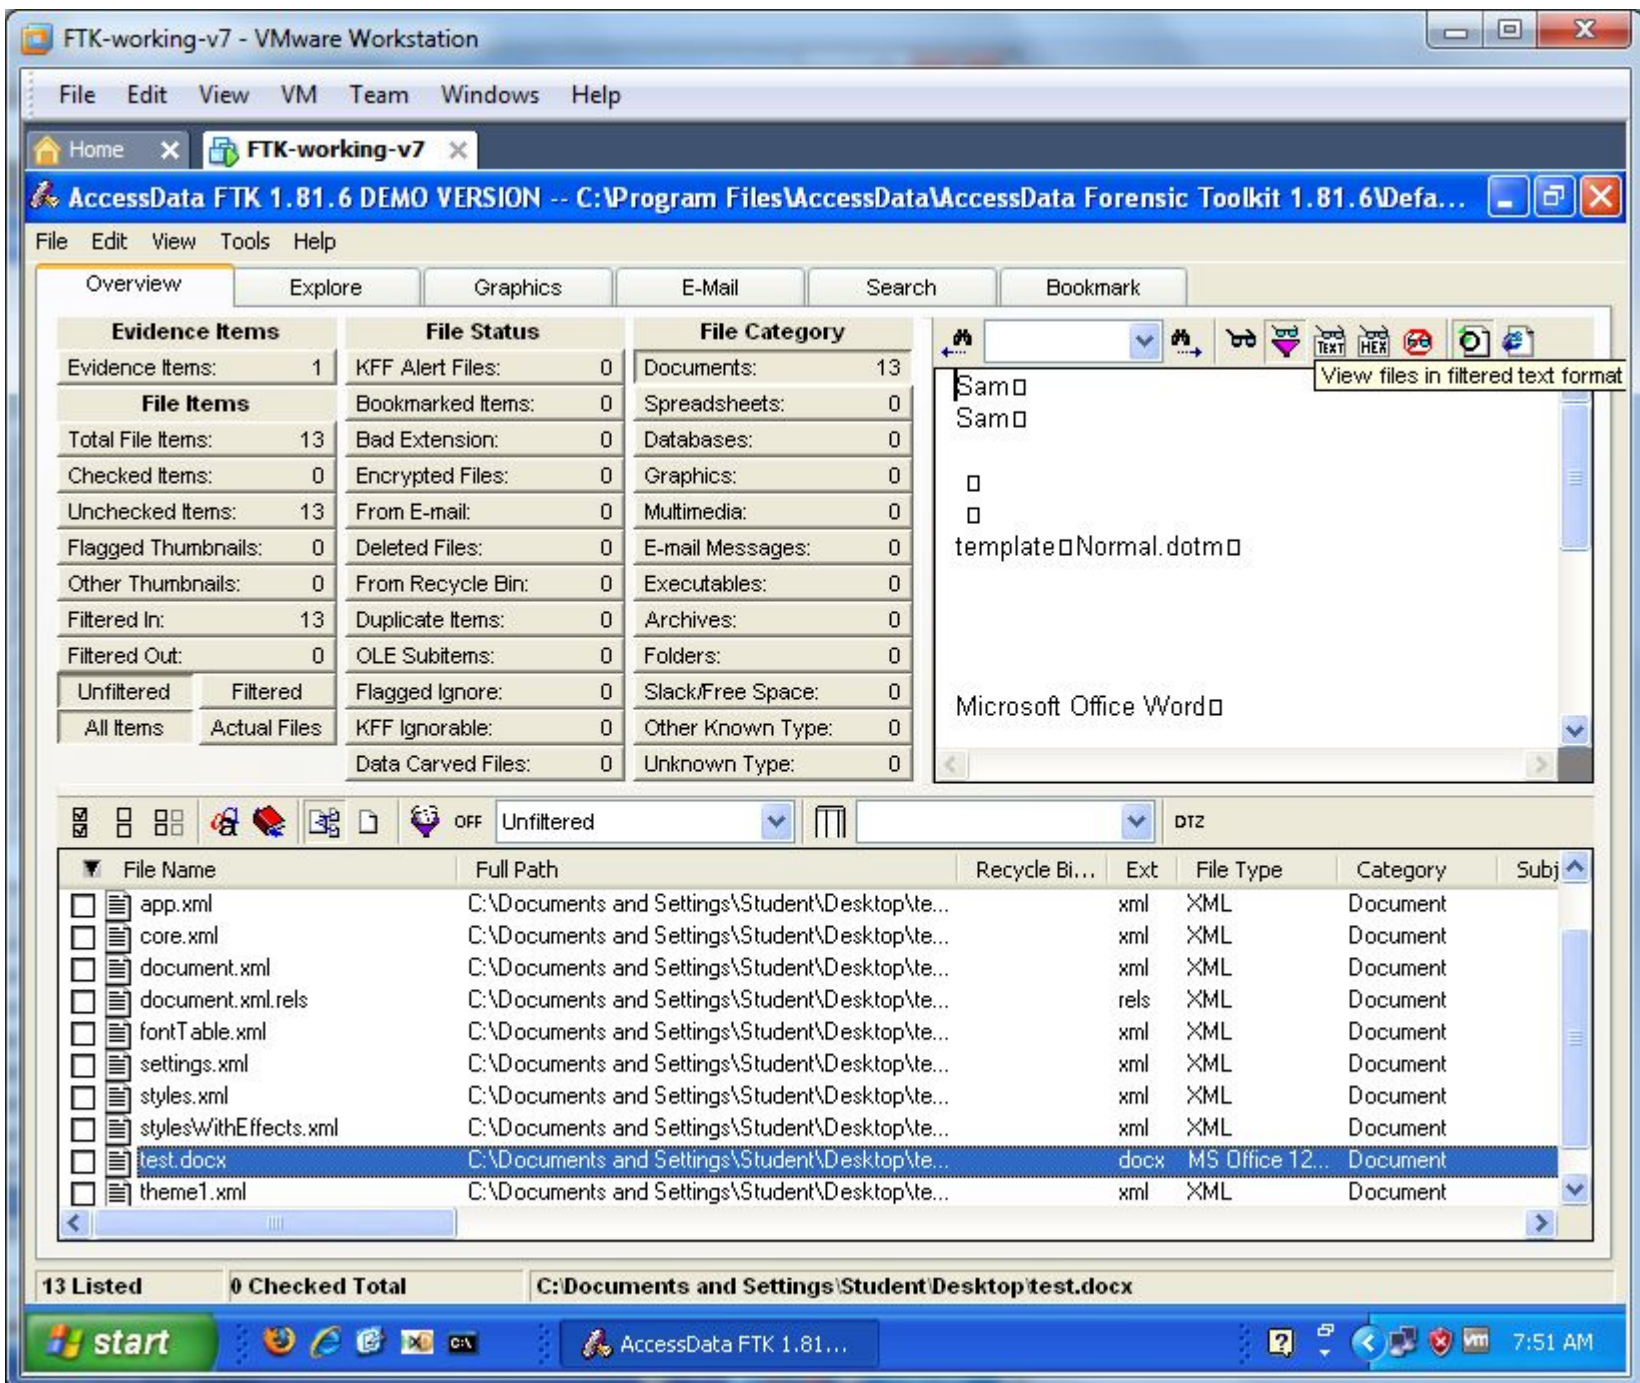 FTK-working-v7 - VMware Workstation
File Edit View VM Team Windows Help
Home FTK-working-v7
AccessData FTK 1.81.6 DEMO VERSION -- C:\Program Files\AccessData\AccessData Forensic Toolkit 1.81.6\Defa...
File Edit View Tools Help
Overview Explore Graphics E-Mail Search Bookmark
Evidence Items File Status File Category
Evidence Items: 1 KFF Alert Files: 0 Documents: 13
File Items Bookmarked Items: 0 Spreadsheets: 0
Total File Items: 13 Bad Extension: 0 Databases: 0
Checked Items: 0 Encrypted Files: 0 Graphics: 0
Unchecked Items: 13 From E-mail: 0 Multimedia: 0
Flagged Thumbnails: 0 Deleted Files: 0 E-mail Messages: 0
Other Thumbnails: 0 From Recycle Bin: 0 Executables: 0
Filtered In: 13 Duplicate Items: 0 Archives: 0
Filtered Out: 0 OLE Subitems: 0 Folders: 0
Unfiltered Filtered Flagged Ignore: 0 Slack/Free Space: 0
All Items Actual Files KFF Ignorable: 0 Other Known Type: 0
Data Carved Files: 0 Unknown Type: 0
TEXT HEX
View files in filtered text format
Sam▯
Sam▯
▯
▯
template▯Normal.dotm▯
Microsoft Office Word▯
OFF Unfiltered DTZ
File Name Full Path Recycle Bi... Ext File Type Category Subj
app.xml C:\Documents and Settings\Student\Desktop\te... xml XML Document
core.xml C:\Documents and Settings\Student\Desktop\te... xml XML Document
document.xml C:\Documents and Settings\Student\Desktop\te... xml XML Document
document.xml.rels C:\Documents and Settings\Student\Desktop\te... rels XML Document
fontTable.xml C:\Documents and Settings\Student\Desktop\te... xml XML Document
settings.xml C:\Documents and Settings\Student\Desktop\te... xml XML Document
styles.xml C:\Documents and Settings\Student\Desktop\te... xml XML Document
stylesWithEffects.xml C:\Documents and Settings\Student\Desktop\te... xml XML Document
test.docx C:\Documents and Settings\Student\Desktop\te... docx MS Office 12... Document
theme1.xml C:\Documents and Settings\Student\Desktop\te... xml XML Document
13 Listed 0 Checked Total C:\Documents and Settings\Student\Desktop\test.docx
start AccessData FTK 1.81... vm 7:51 AM